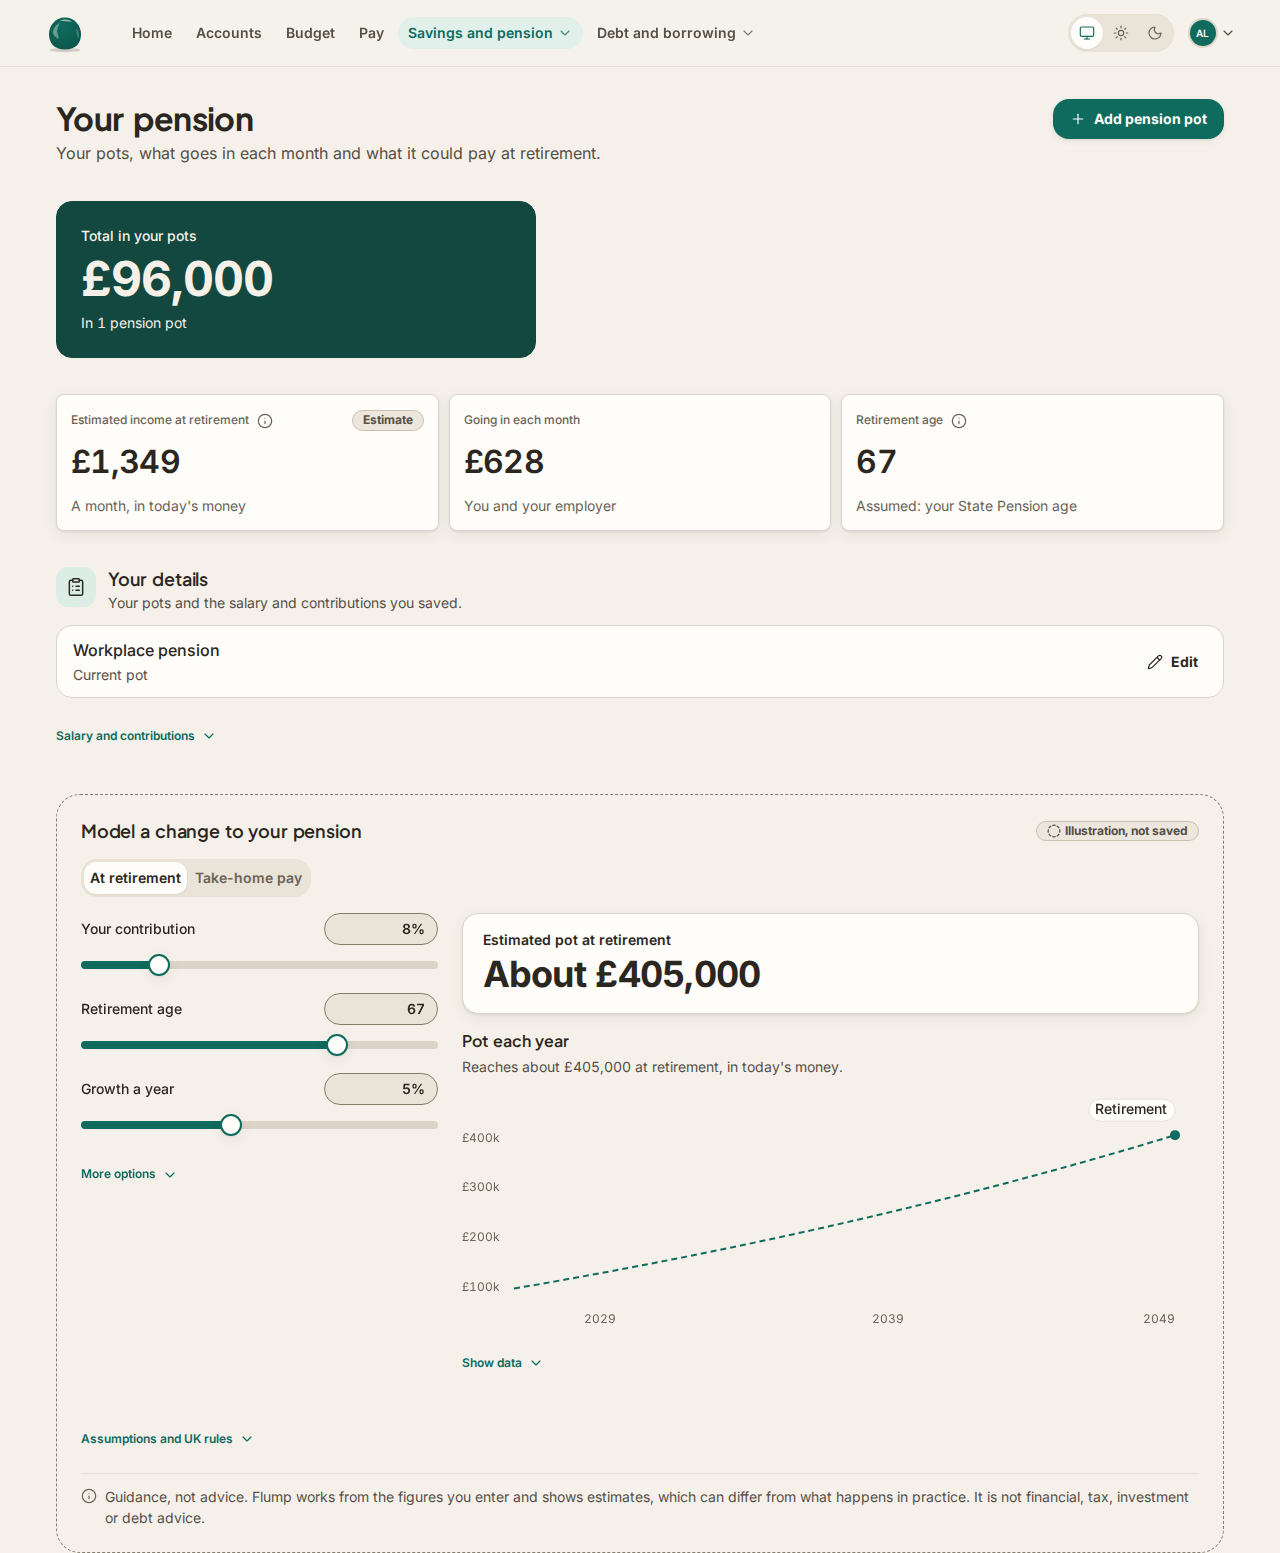 Home
Accounts
Budget
Pay
Savings and pension
Debt and borrowing
AL
Your pension
Add pension pot
Your pots, what goes in each month and what it could pay at retirement.
Total in your pots
£96,000
In 1 pension pot
Estimated income at retirement
Estimate
£1,349
A month, in today's money
Going in each month
£628
You and your employer
Retirement age
67
Assumed: your State Pension age
Your details
Your pots and the salary and contributions you saved.
Workplace pension
Current pot
Edit
Salary and contributions
Model a change to your pension
Illustration, not saved
At retirement
Take-home pay
Your contribution
8%
Retirement age
67
Growth a year
5%
More options
Estimated pot at retirement
About £405,000
Pot each year
Reaches about £405,000 at retirement, in today's money.
Retirement
£400k
£300k
£200k
£100k
2029
2039
2049
Show data
Assumptions and UK rules
Guidance, not advice. Flump works from the figures you enter and shows estimates, which can differ from what happens in practice. It is not financial, tax, investment
or debt advice.